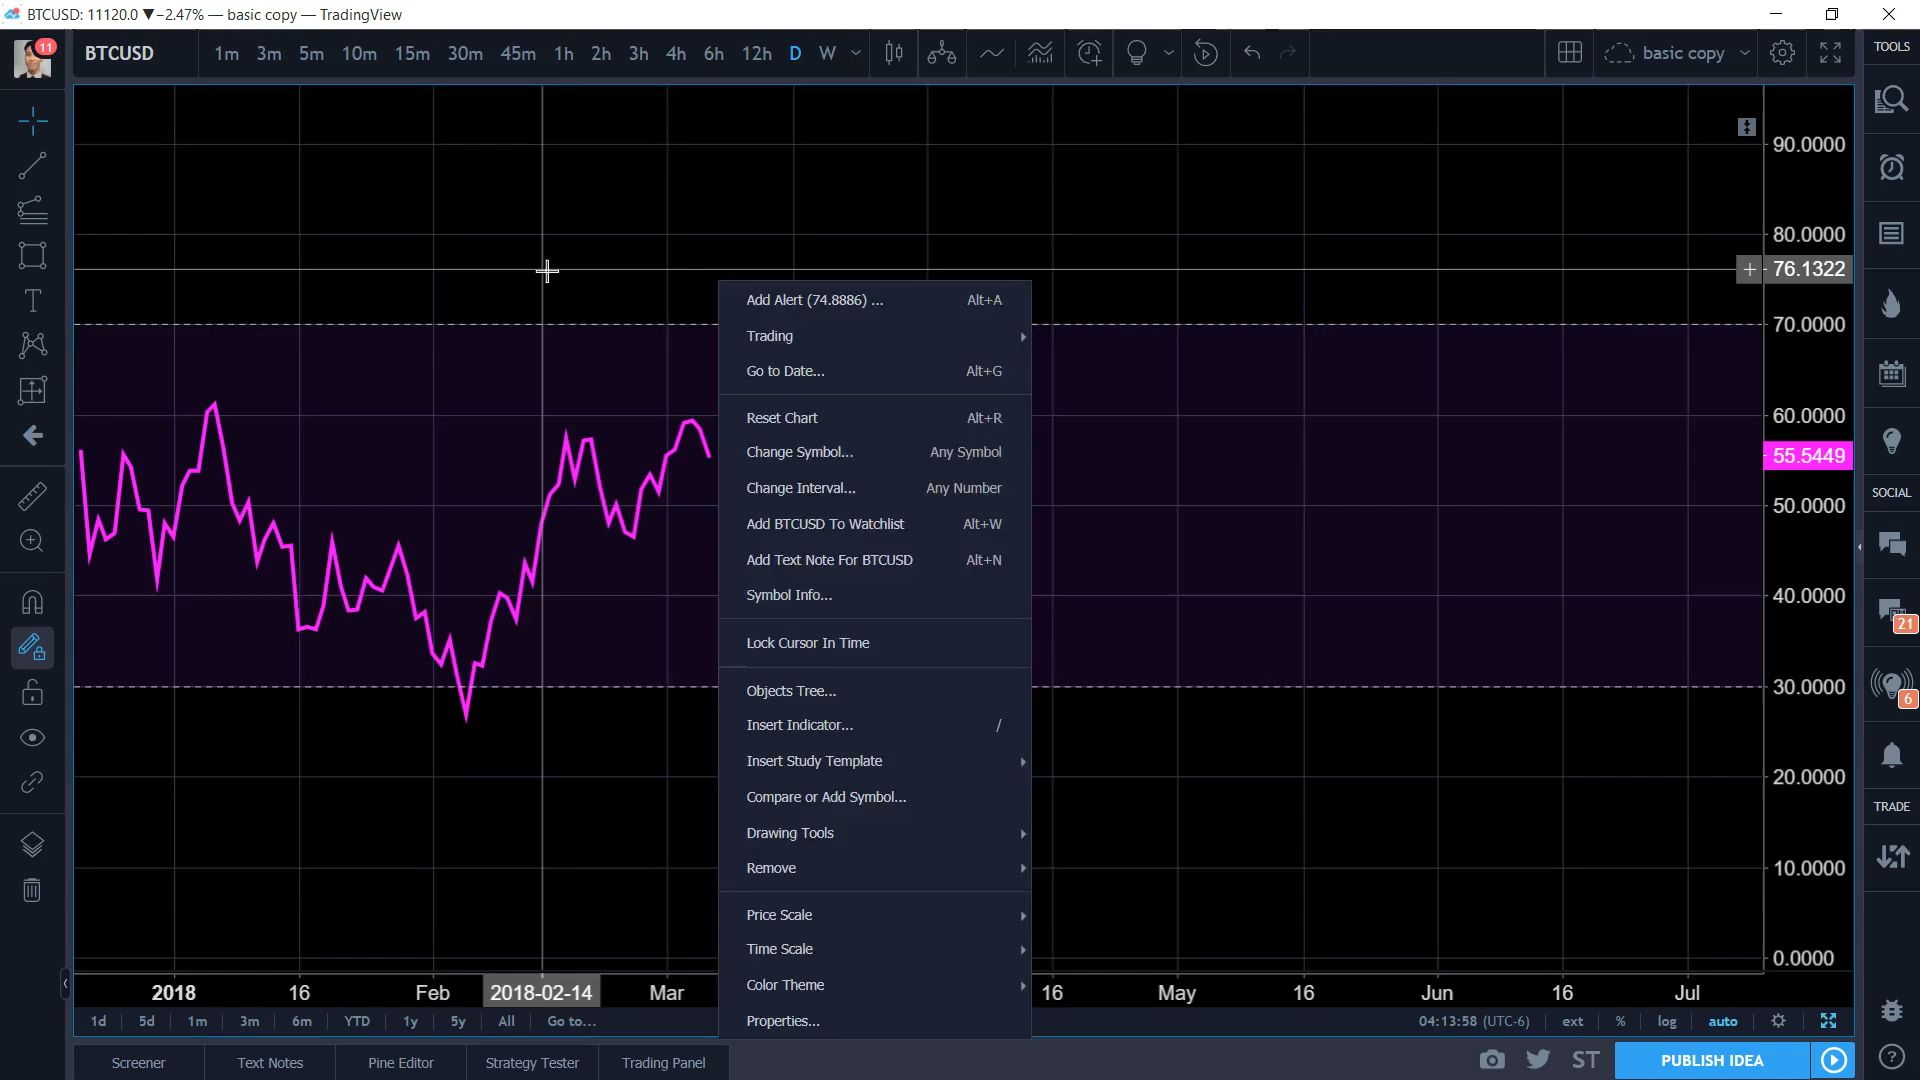 BTCUSD: 11120.0 ▼−2.47% — basic copy — TradingView
11
BTCUSD 1m 3m 5m 10m 15m 30m 45m 1h 2h 3h 4h 6h 12h D W basic copy
TOOLS
90.0000
80.0000
76.1322
70.0000
60.0000
55.5449
50.0000
40.0000
30.0000
20.0000
10.0000
0.0000
Add Alert (74.8886) ... Alt+A
Trading
Go to Date... Alt+G
Reset Chart Alt+R
Change Symbol... Any Symbol
Change Interval... Any Number
Add BTCUSD To Watchlist Alt+W
Add Text Note For BTCUSD Alt+N
Symbol Info...
Lock Cursor In Time
Objects Tree...
Insert Indicator... /
Insert Study Template
Compare or Add Symbol...
Drawing Tools
Remove
Price Scale
Time Scale
Color Theme
Properties...
SOCIAL
21
6
TRADE
2018 16 Feb 2018-02-14 Mar 16 May 16 Jun 16 Jul
1d 5d 1m 3m 6m YTD 1y 5y All Go to... 04:13:58 (UTC-6) ext % log auto
Screener Text Notes Pine Editor Strategy Tester Trading Panel ST PUBLISH IDEA